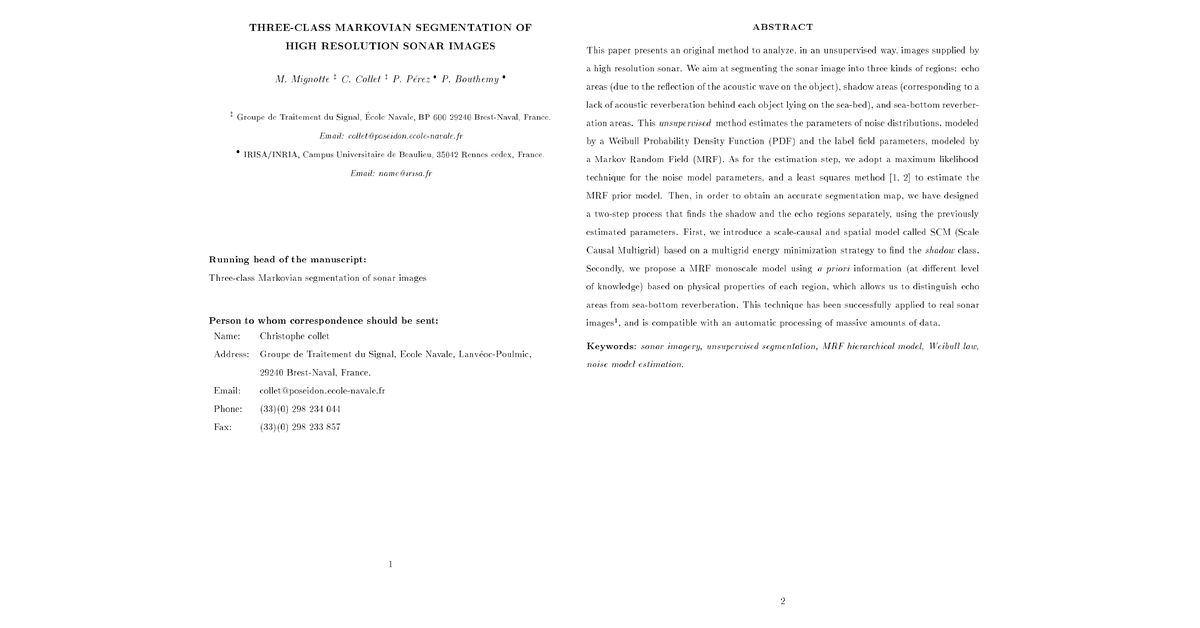 THREE-CLASS MARKOVIAN SEGMENTATION OF
HIGH RESOLUTION SONAR IMAGES
M. Mignotte ‡ C. Collet ‡ P. Pérez • P. Bouthemy •
‡ Groupe de Traitement du Signal, École Navale, BP 600 29240 Brest-Naval, France.
Email: collet@poseidon.ecole-navale.fr
• IRISA/INRIA, Campus Universitaire de Beaulieu, 35042 Rennes cedex, France.
Email: name@irisa.fr
Running head of the manuscript:
Three-class Markovian segmentation of sonar images
Person to whom correspondence should be sent:
Name: Christophe collet
Address: Groupe de Traitement du Signal, Ecole Navale, Lanvéoc-Poulmic,
29240 Brest-Naval, France.
Email: collet@poseidon.ecole-navale.fr
Phone: (33)(0) 298 234 044
Fax: (33)(0) 298 233 857
1
ABSTRACT
This paper presents an original method to analyze, in an unsupervised way, images supplied by
a high resolution sonar. We aim at segmenting the sonar image into three kinds of regions: echo
areas (due to the reflection of the acoustic wave on the object), shadow areas (corresponding to a
lack of acoustic reverberation behind each object lying on the sea-bed), and sea-bottom reverber-
ation areas. This unsupervised method estimates the parameters of noise distributions, modeled
by a Weibull Probability Density Function (PDF) and the label field parameters, modeled by
a Markov Random Field (MRF). As for the estimation step, we adopt a maximum likelihood
technique for the noise model parameters, and a least squares method [1, 2] to estimate the
MRF prior model. Then, in order to obtain an accurate segmentation map, we have designed
a two-step process that finds the shadow and the echo regions separately, using the previously
estimated parameters. First, we introduce a scale-causal and spatial model called SCM (Scale
Causal Multigrid) based on a multigrid energy minimization strategy to find the shadow class.
Secondly, we propose a MRF monoscale model using a priori information (at different level
of knowledge) based on physical properties of each region, which allows us to distinguish echo
areas from sea-bottom reverberation. This technique has been successfully applied to real sonar
images¹, and is compatible with an automatic processing of massive amounts of data.
Keywords: sonar imagery, unsupervised segmentation, MRF hierarchical model, Weibull law,
noise model estimation.
2